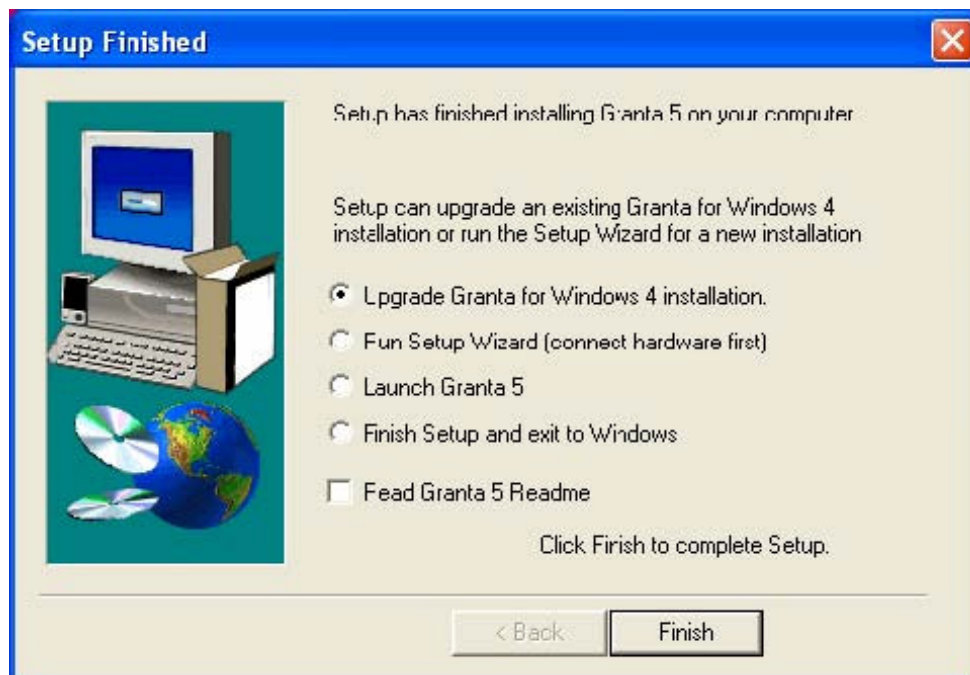 Setup Finished
Setup has finished installing Granta 5 on your computer
Setup can upgrade an existing Granta for Windows 4
installation or run the Setup Wizard for a new installation
Upgrade Granta for Windows 4 installation.
Run Setup Wizard (connect hardware first)
Launch Granta 5
Finish Setup and exit to Windows
Read Granta 5 Readme
Click Finish to complete Setup.
< Back
Finish